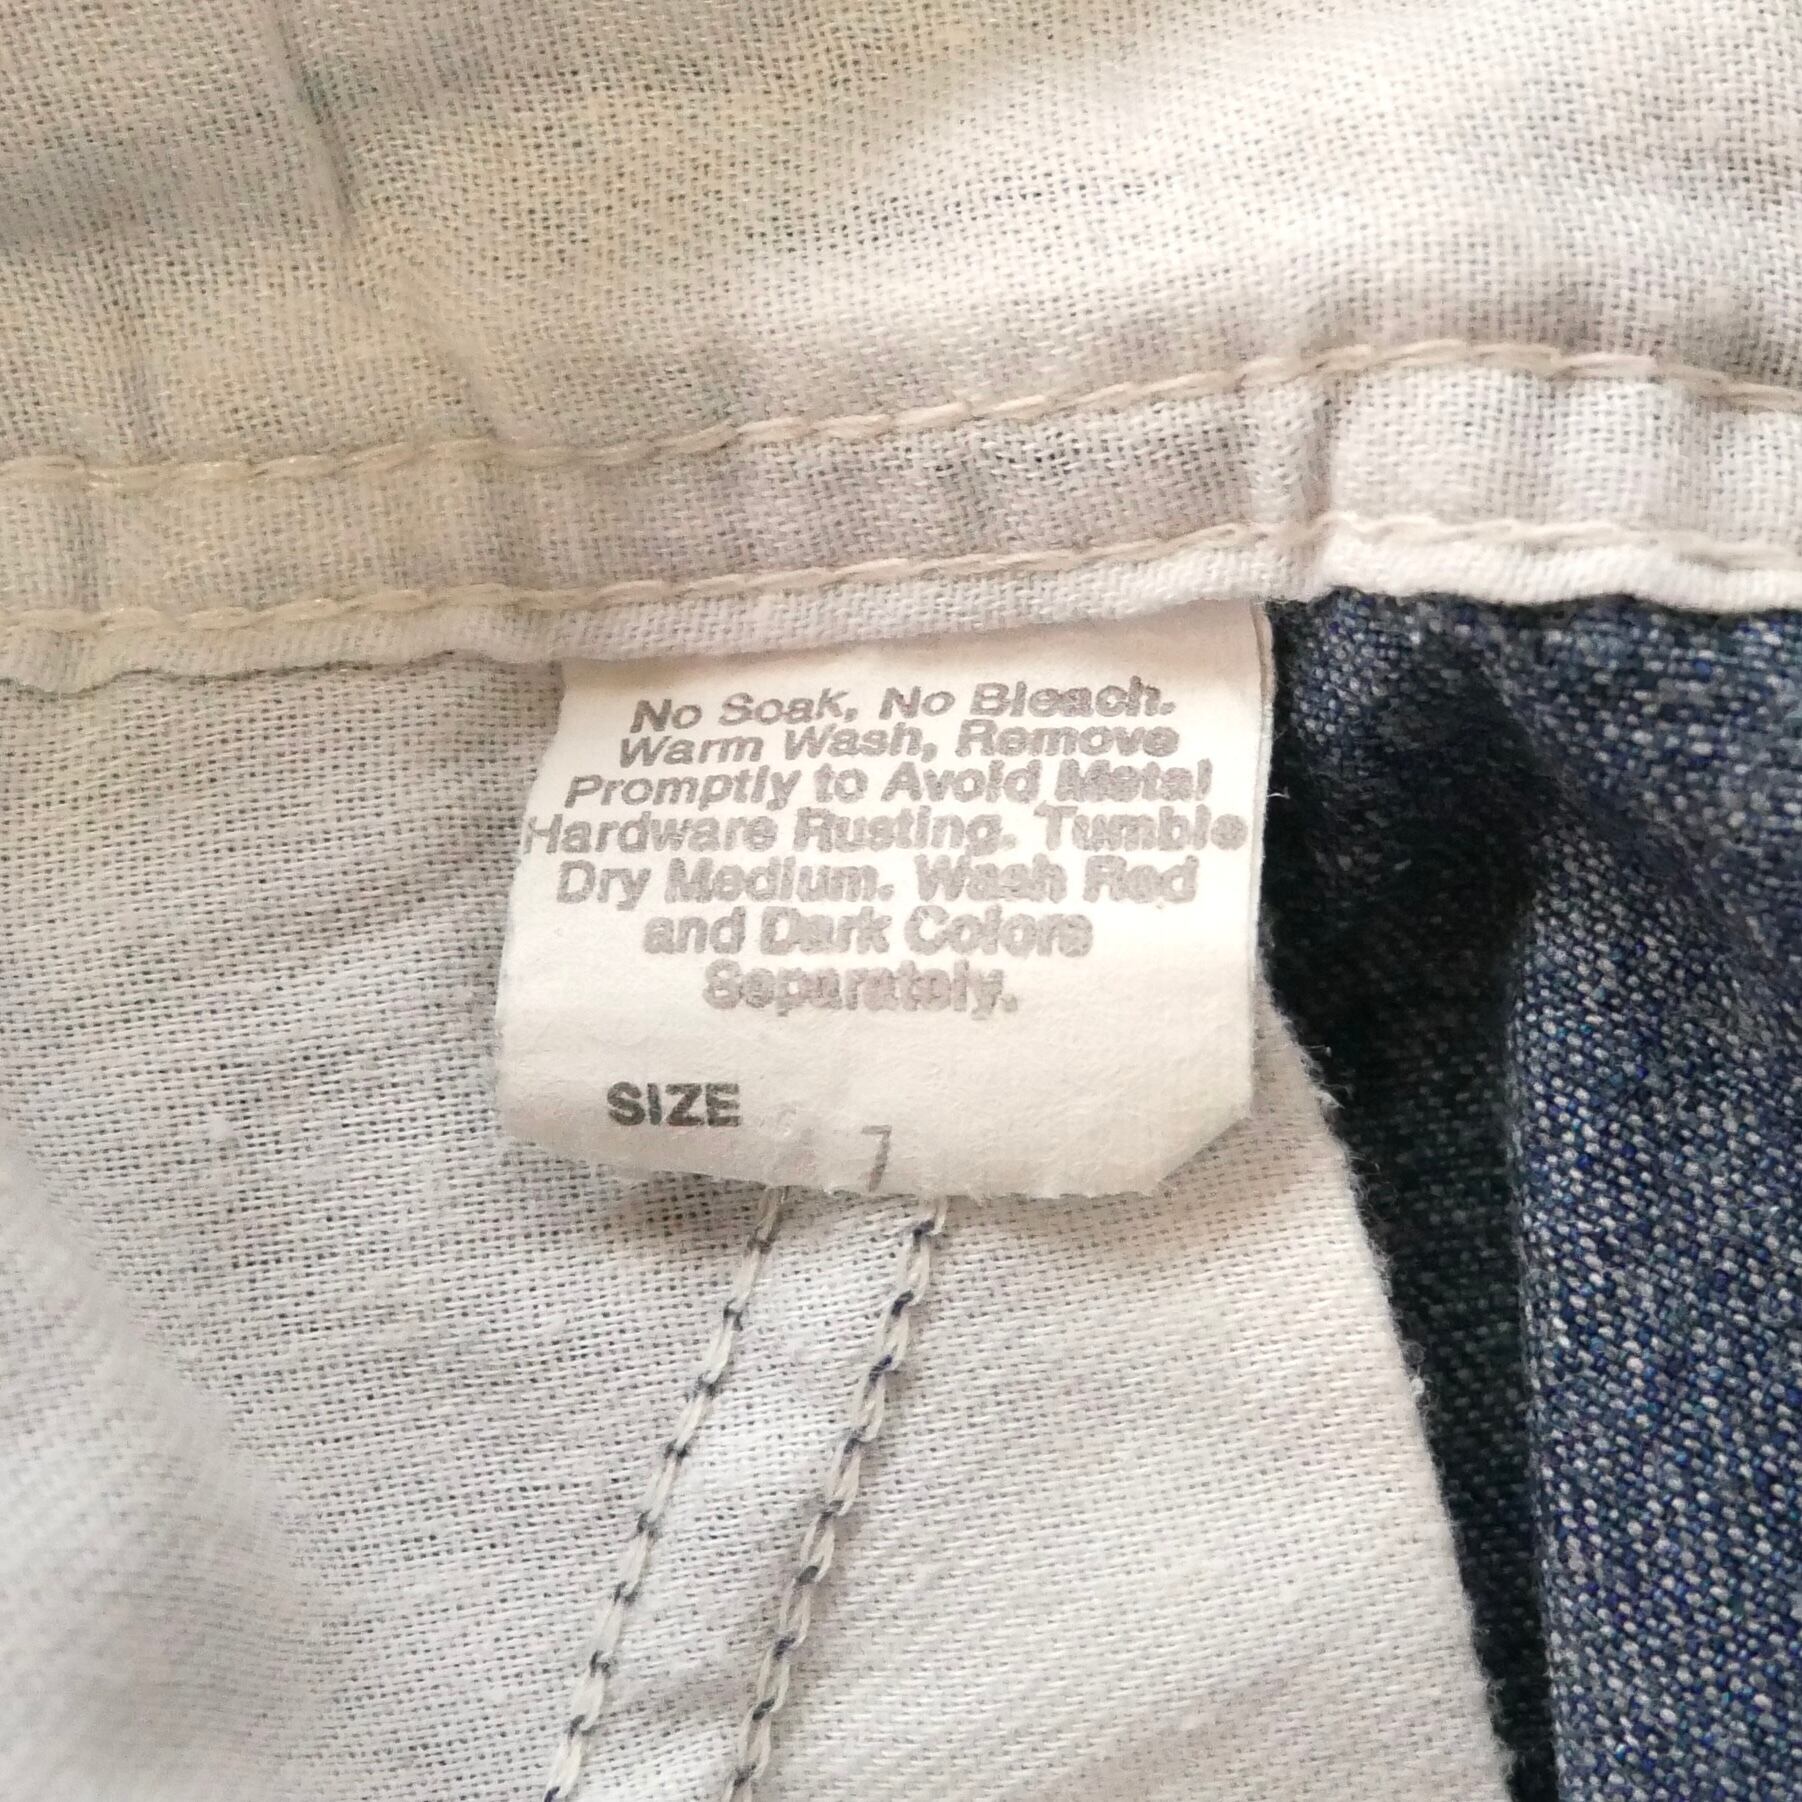 No Soak, No Bleach.
Warm Wash, Remove
Promptly to Avoid Metal
Hardware Rusting. Tumble
Dry Medium. Wash Red
and Dark Colors
Separately.
SIZE
7